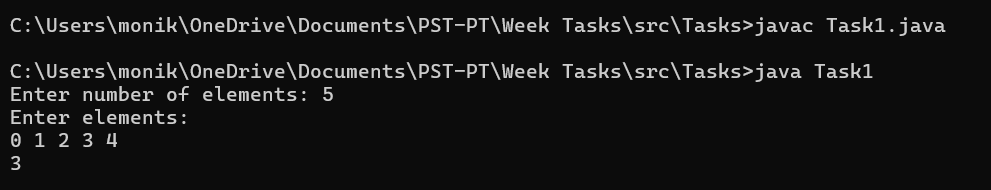 C:\Users\monik\OneDrive\Documents\PST-PT\Week Tasks\src\Tasks>javac Task1.java
C:\Users\monik\OneDrive\Documents\PST-PT\Week Tasks\src\Tasks>java Task1
Enter number of elements: 5
Enter elements:
0 1 2 3 4
3